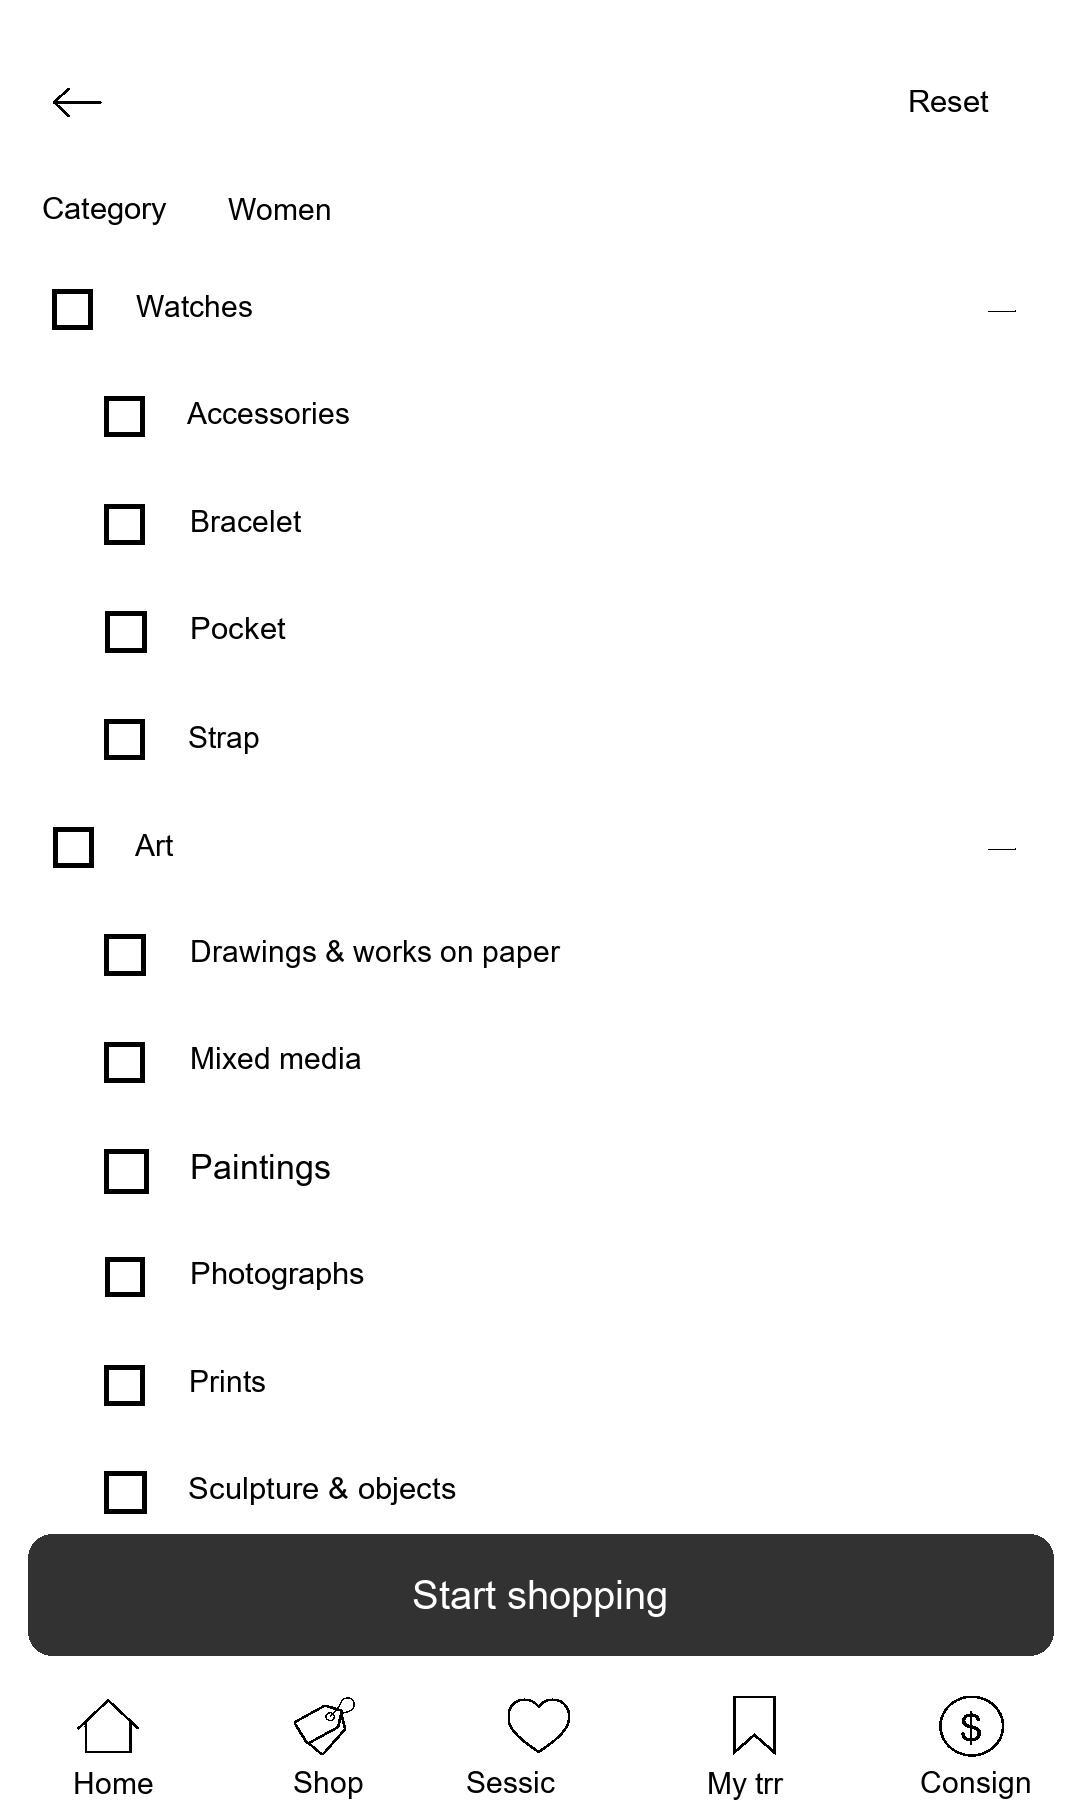 Reset
Category Women
Watches
Accessories
Bracelet
Pocket
Strap
Art
Drawings & works on paper
Mixed media
Paintings
Photographs
Prints
Sculpture & objects
Start shopping
$
Home Shop Sessic My trr Consign